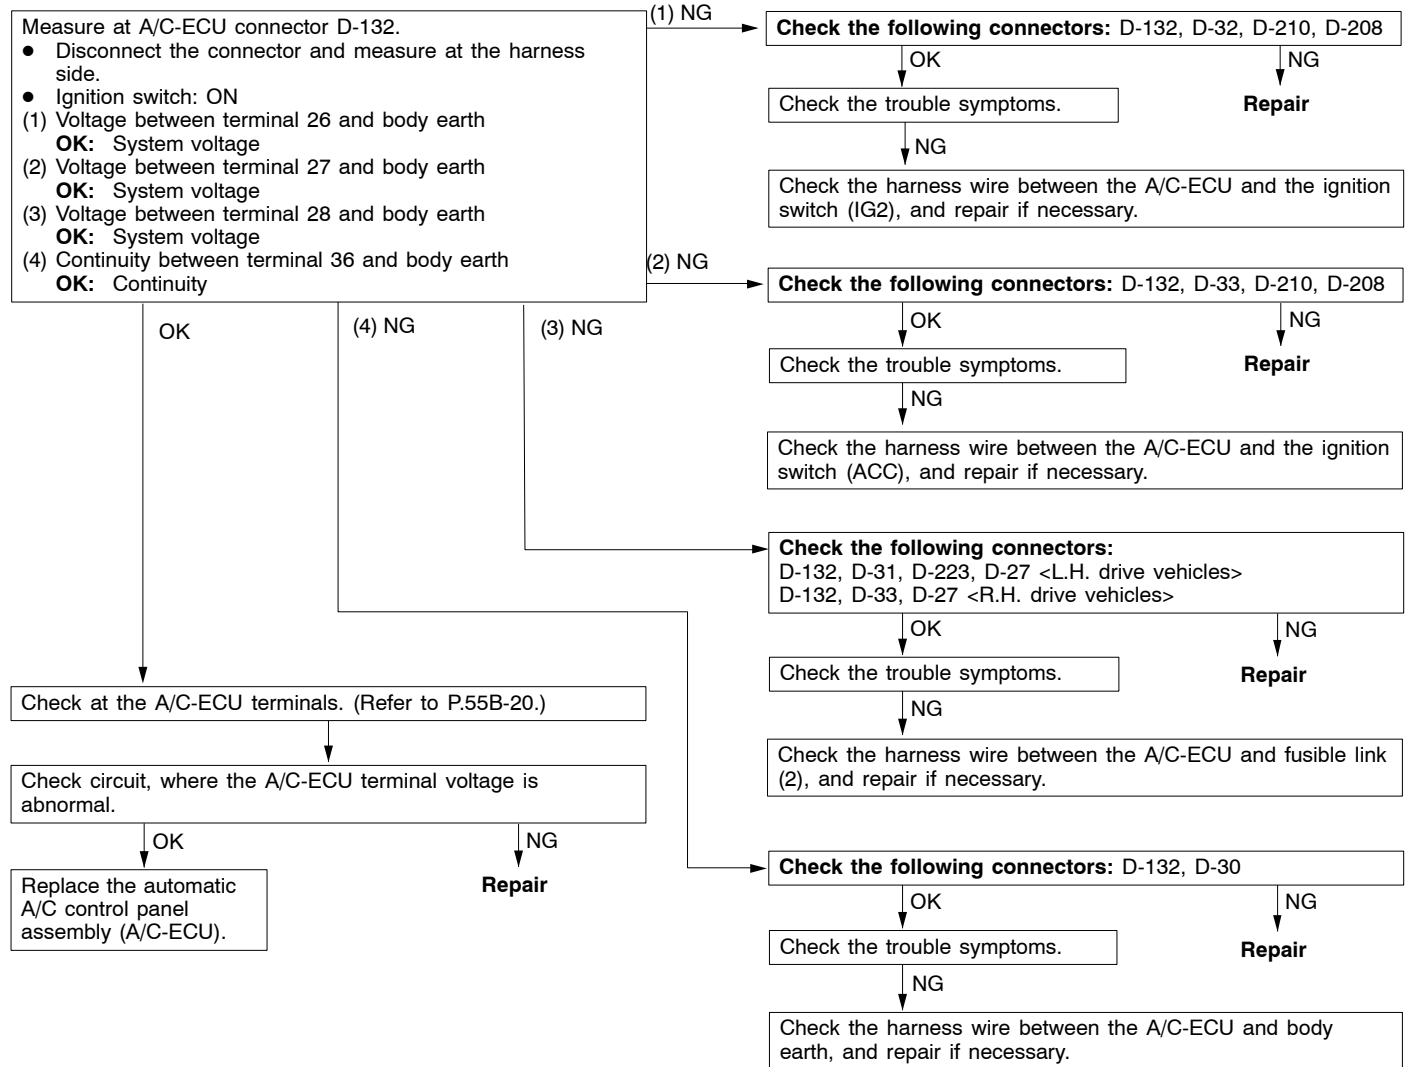 Measure at A/C-ECU connector D-132.
● Disconnect the connector and measure at the harness
side.
● Ignition switch: ON
(1) Voltage between terminal 26 and body earth
OK: System voltage
(2) Voltage between terminal 27 and body earth
OK: System voltage
(3) Voltage between terminal 28 and body earth
OK: System voltage
(4) Continuity between terminal 36 and body earth
OK: Continuity
(1) NG
Check the following connectors: D-132, D-32, D-210, D-208
OK
NG
Check the trouble symptoms.
Repair
NG
Check the harness wire between the A/C-ECU and the ignition
switch (IG2), and repair if necessary.
(2) NG
Check the following connectors: D-132, D-33, D-210, D-208
OK
NG
Check the trouble symptoms.
Repair
NG
Check the harness wire between the A/C-ECU and the ignition
switch (ACC), and repair if necessary.
OK
(4) NG
(3) NG
Check the following connectors:
D-132, D-31, D-223, D-27 <L.H. drive vehicles>
D-132, D-33, D-27 <R.H. drive vehicles>
OK
NG
Check the trouble symptoms.
Repair
NG
Check the harness wire between the A/C-ECU and fusible link
(2), and repair if necessary.
Check at the A/C-ECU terminals. (Refer to P.55B-20.)
Check circuit, where the A/C-ECU terminal voltage is
abnormal.
OK
NG
Replace the automatic
A/C control panel
assembly (A/C-ECU).
Repair
Check the following connectors: D-132, D-30
OK
NG
Check the trouble symptoms.
Repair
NG
Check the harness wire between the A/C-ECU and body
earth, and repair if necessary.